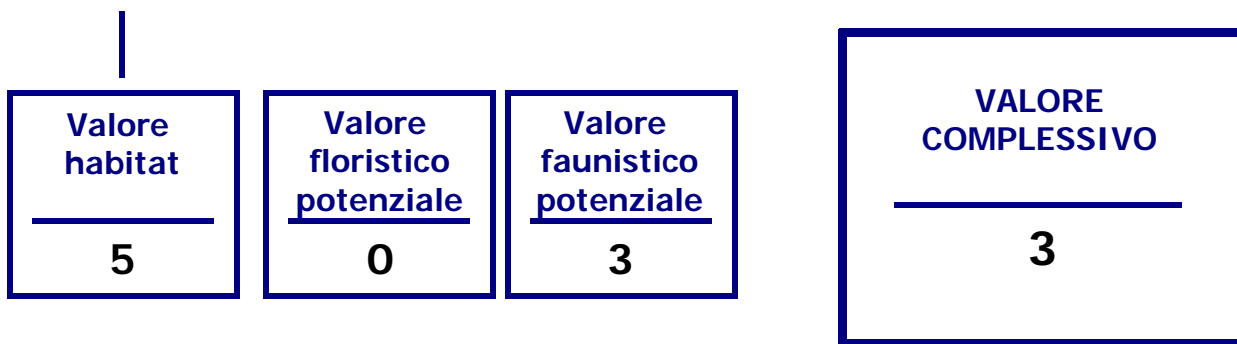 Valore
habitat
5
Valore
floristico
potenziale
0
Valore
faunistico
potenziale
3
VALORE
COMPLESSIVO
3